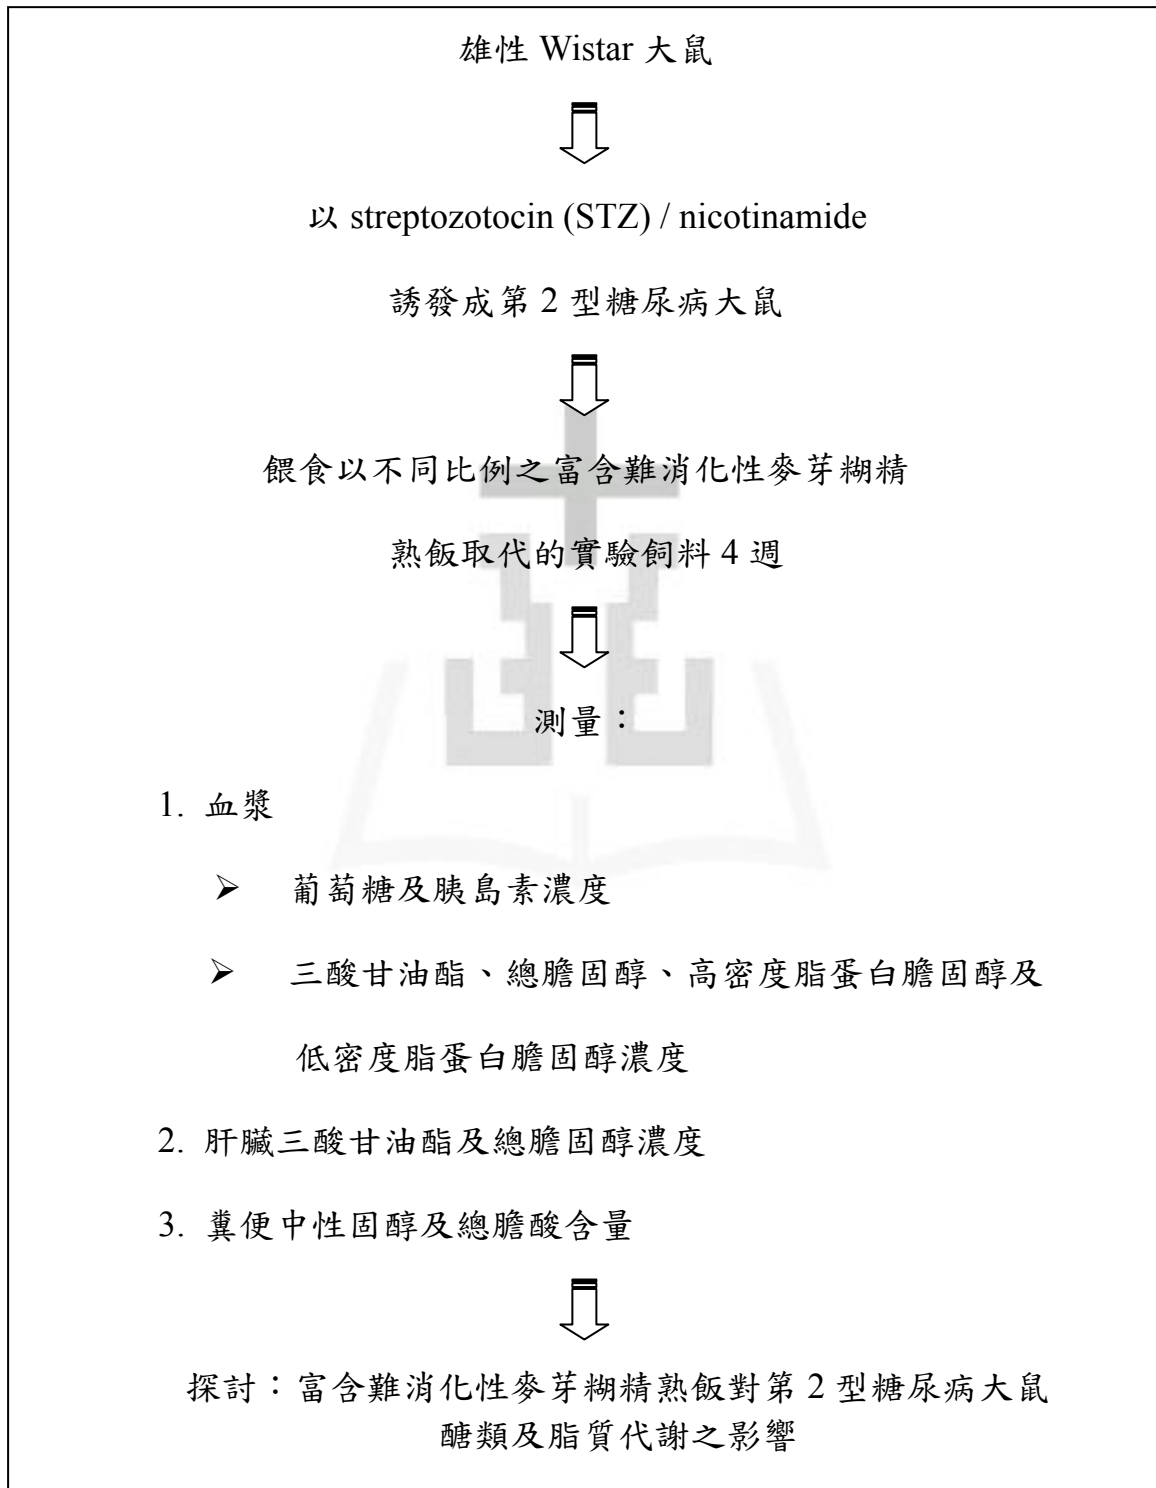 雄性 Wistar 大鼠
以 streptozotocin (STZ) / nicotinamide
誘發成第 2 型糖尿病大鼠
餵食以不同比例之富含難消化性麥芽糊精
熟飯取代的實驗飼料 4 週
測量：
1. 血漿
➢ 葡萄糖及胰島素濃度
➢ 三酸甘油酯、總膽固醇、高密度脂蛋白膽固醇及
低密度脂蛋白膽固醇濃度
2. 肝臟三酸甘油酯及總膽固醇濃度
3. 糞便中性固醇及總膽酸含量
探討：富含難消化性麥芽糊精熟飯對第 2 型糖尿病大鼠
醣類及脂質代謝之影響